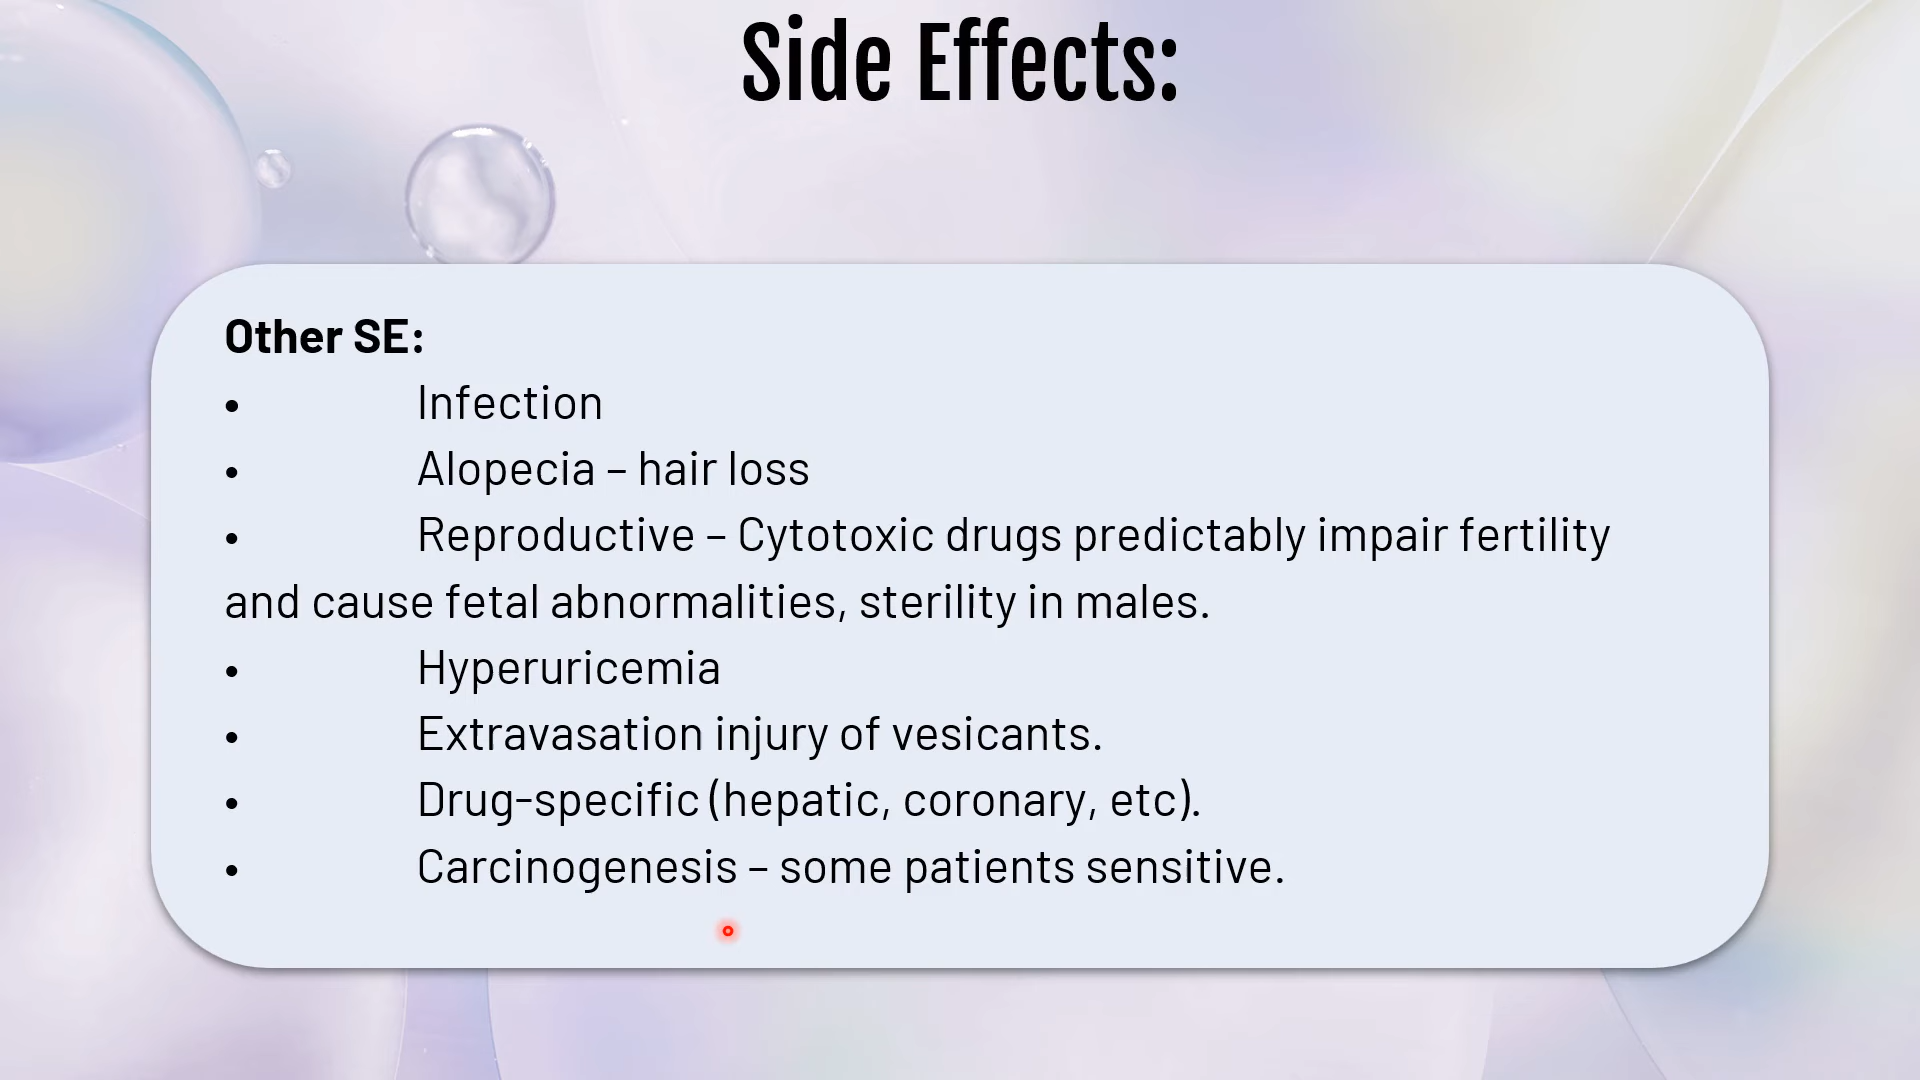 Side Effects:
Other SE:
• Infection
• Alopecia – hair loss
• Reproductive – Cytotoxic drugs predictably impair fertility
and cause fetal abnormalities, sterility in males.
• Hyperuricemia
• Extravasation injury of vesicants.
• Drug-specific (hepatic, coronary, etc).
• Carcinogenesis – some patients sensitive.